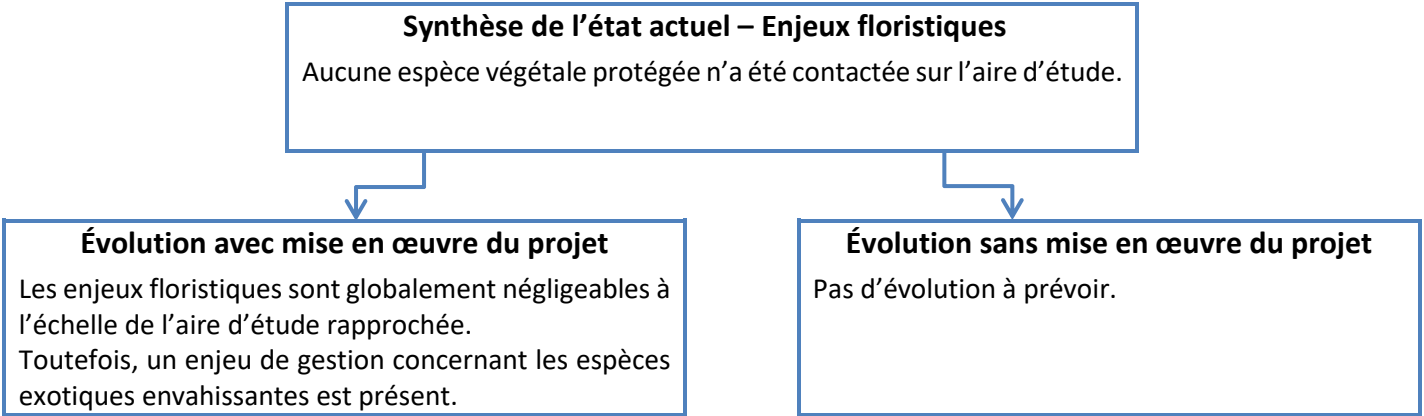 Synthèse de l’état actuel – Enjeux floristiques
Aucune espèce végétale protégée n’a été contactée sur l’aire d’étude.
Évolution avec mise en œuvre du projet
Les enjeux floristiques sont globalement négligeables à
l’échelle de l’aire d’étude rapprochée.
Toutefois, un enjeu de gestion concernant les espèces
exotiques envahissantes est présent.
Évolution sans mise en œuvre du projet
Pas d’évolution à prévoir.